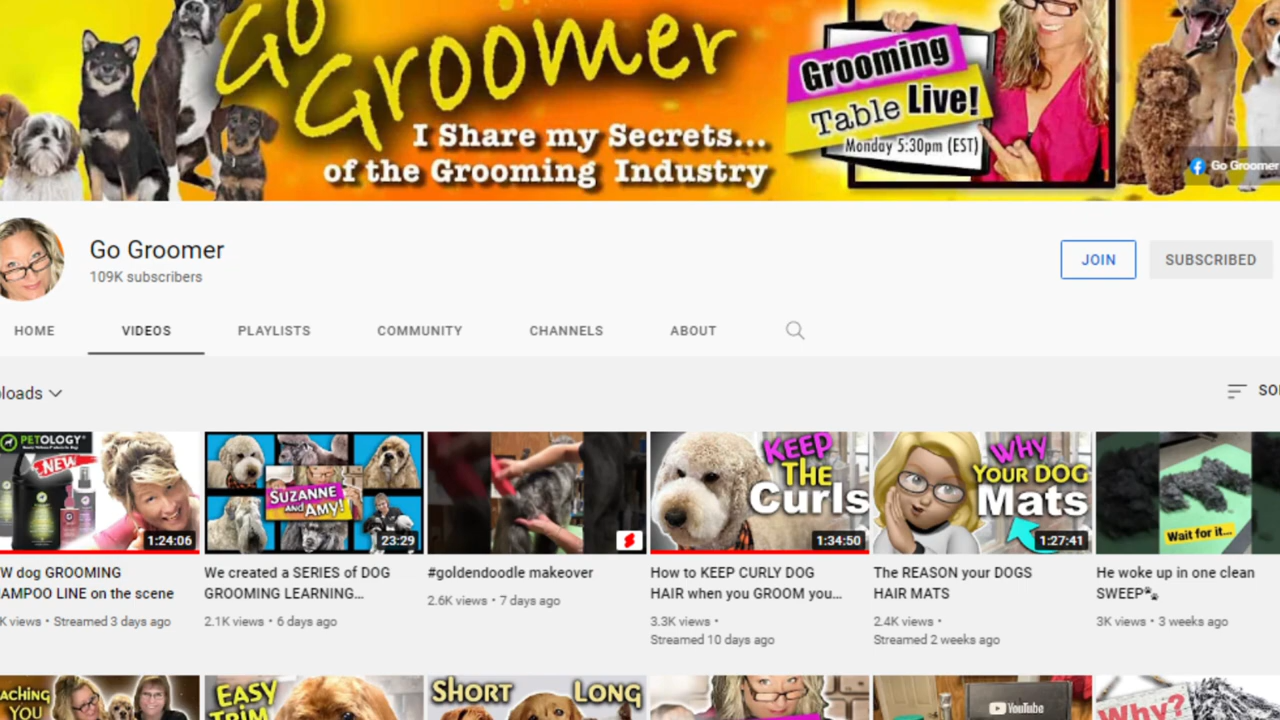 Go
Groomer
I Share my Secrets...
of the Grooming Industry
Grooming
Table Live!
Monday 5:30pm (EST)
Go Groomer
Go Groomer
109K subscribers
JOIN
SUBSCRIBED
HOME
VIDEOS
PLAYLISTS
COMMUNITY
CHANNELS
ABOUT
loads
SO
PETOLOGY
NEW
1:24:06
SUZANNE
AND AMY!
23:29
KEEP
THE
Curls
1:34:50
WHY
YOUR DOG
Mats
1:27:41
Wait for it...
W dog GROOMING
AMPOO LINE on the scene
K views • Streamed 3 days ago
We created a SERIES of DOG
GROOMING LEARNING...
2.1K views • 6 days ago
#goldendoodle makeover
2.6K views • 7 days ago
How to KEEP CURLY DOG
HAIR when you GROOM you...
3.3K views •
Streamed 10 days ago
The REASON your DOGS
HAIR MATS
2.4K views •
Streamed 2 weeks ago
He woke up in one clean
SWEEP🐾
3K views • 3 weeks ago
ACHING
YOU
EASY
TRIM
SHORT
LONG
YouTube
Why?